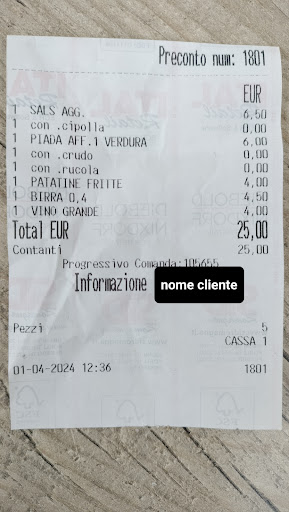 Preconto num: 1801
EUR
1 SALS AGG. 6,50
1 con .cipolla 0,00
1 PIADA AFF.1 VERDURA 6,00
1 con .crudo 0,00
1 con .rucola 0,00
1 PATATINE FRITTE 4,00
1 BIRRA 0,4 4,50
1 VINO GRANDE 4,00
Total EUR 25,00
Contanti 25,00
Progressivo Comanda:105655
Informazione nome cliente
Pezzi 5
CASSA 1
01-04-2024 12:36 1801
DIEBOLD
NIXDORF
FSC